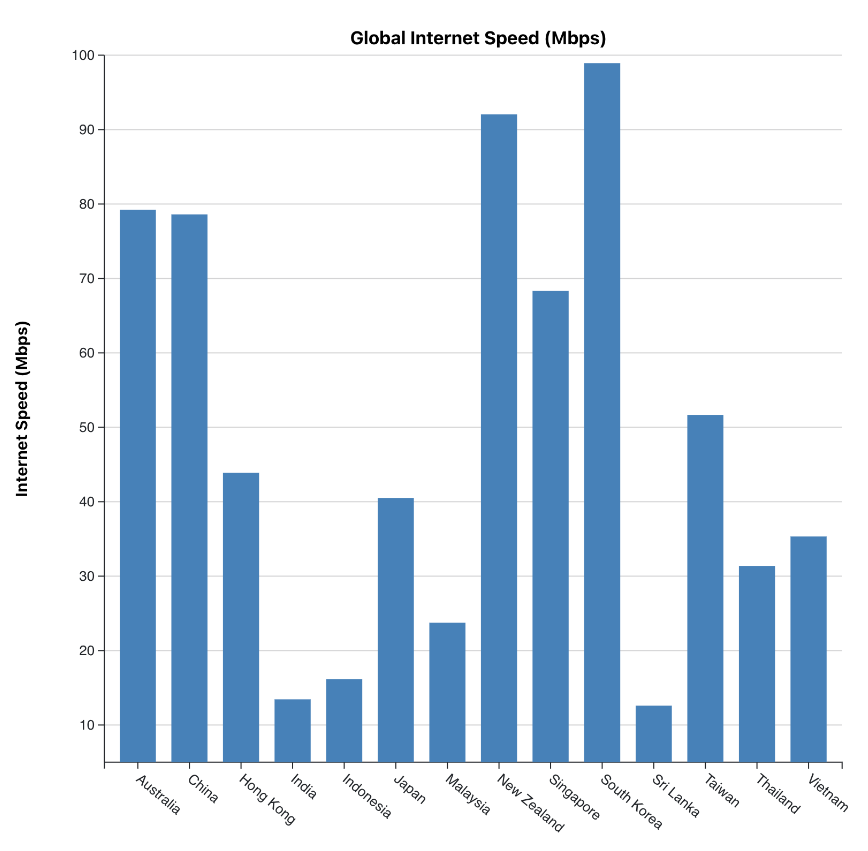 Global Internet Speed (Mbps)
Internet Speed (Mbps)
100
90
80
70
60
50
40
30
20
10
Australia
China
Hong Kong
India
Indonesia
Japan
Malaysia
New Zealand
Singapore
South Korea
Sri Lanka
Taiwan
Thailand
Vietnam